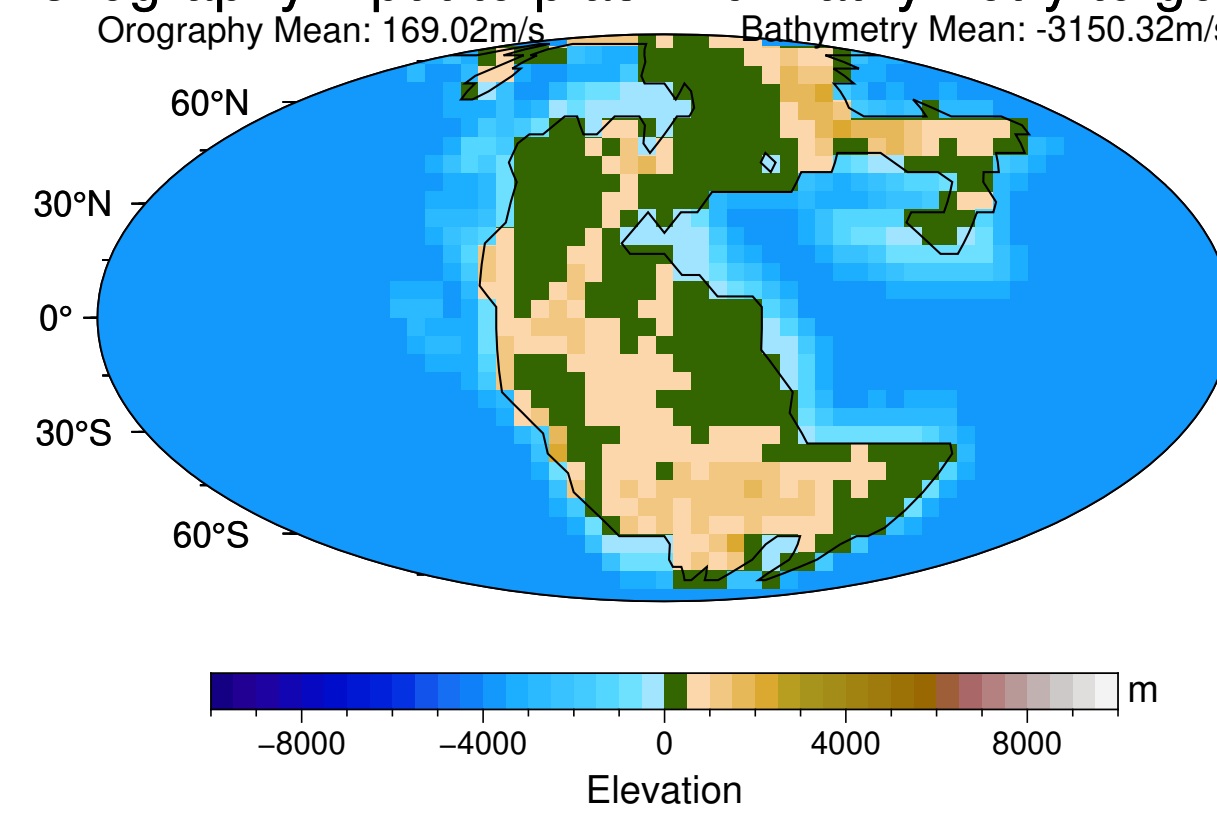 Orography Mean: 169.02m/s Bathymetry Mean: -3150.32m/s
60°N
30°N
0°
30°S
60°S
m
−8000 −4000 0 4000 8000
Elevation